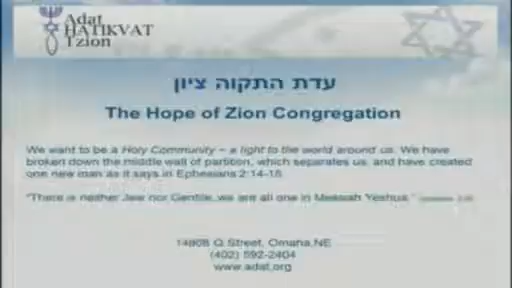 Adat
HATIKVAT
Tzion
עדת התקוה ציון
The Hope of Zion Congregation
We want to be a Holy Community ~ a light to the world around us. We have
broken down the middle wall of partition, which separates us, and have created
one new man as it says in Ephesians 2:14-16
"There is neither Jew nor Gentile, we are all one in Messiah Yeshua."
14808 Q Street, Omaha NE
(402) 592-2404
www.adat.org